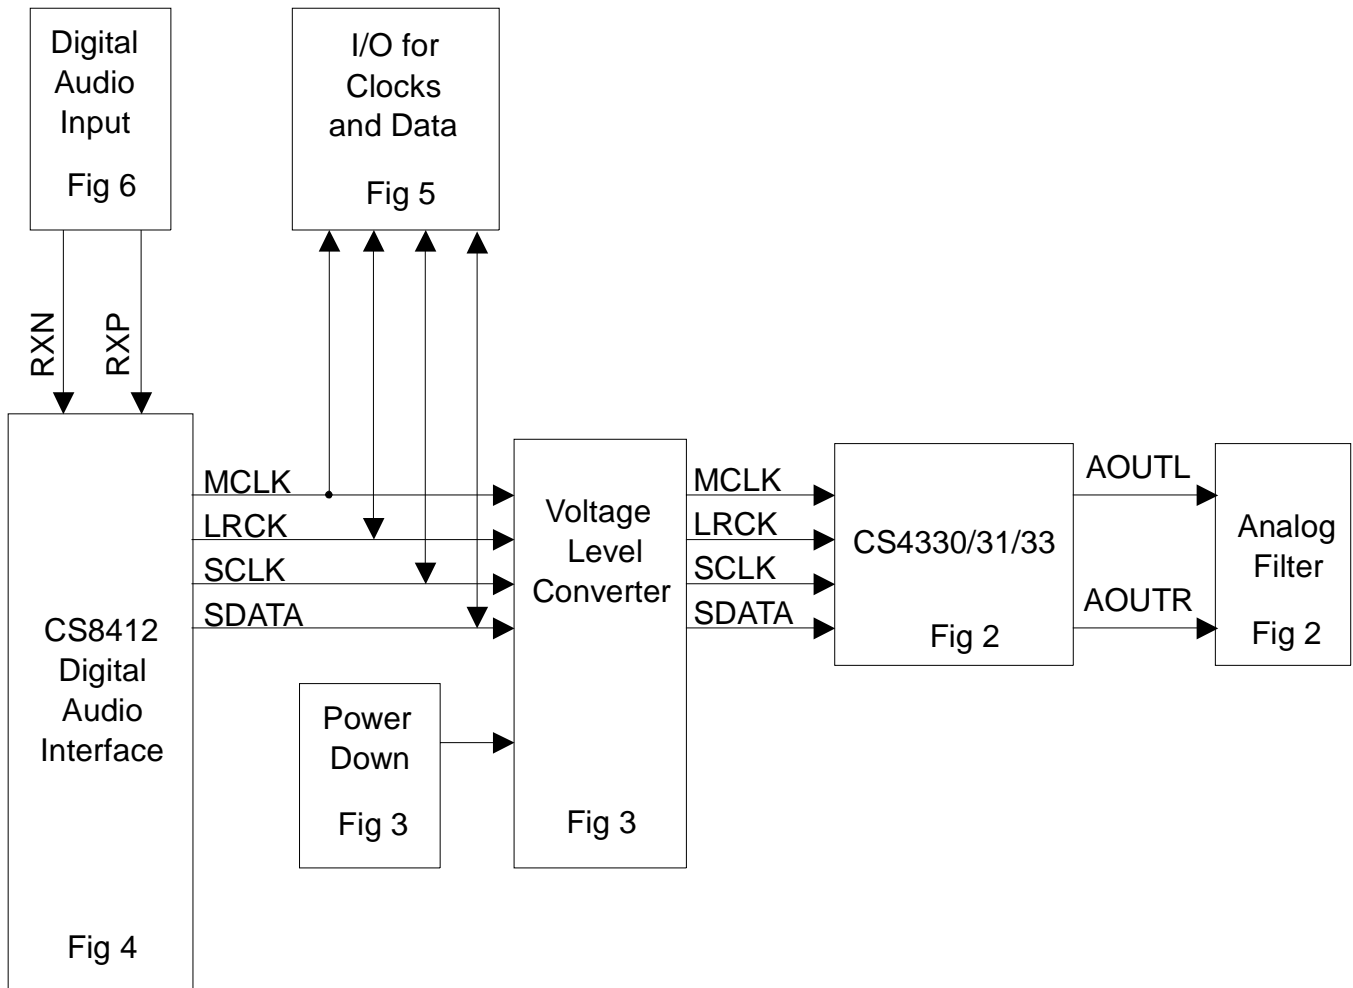 Digital
Audio
Input
Fig 6
I/O for
Clocks
and Data
Fig 5
RXN
RXP
MCLK
LRCK
SCLK
SDATA
CS8412
Digital
Audio
Interface
Fig 4
Power
Down
Fig 3
Voltage
Level
Converter
Fig 3
MCLK
LRCK
SCLK
SDATA
CS4330/31/33
Fig 2
AOUTL
AOUTR
Analog
Filter
Fig 2